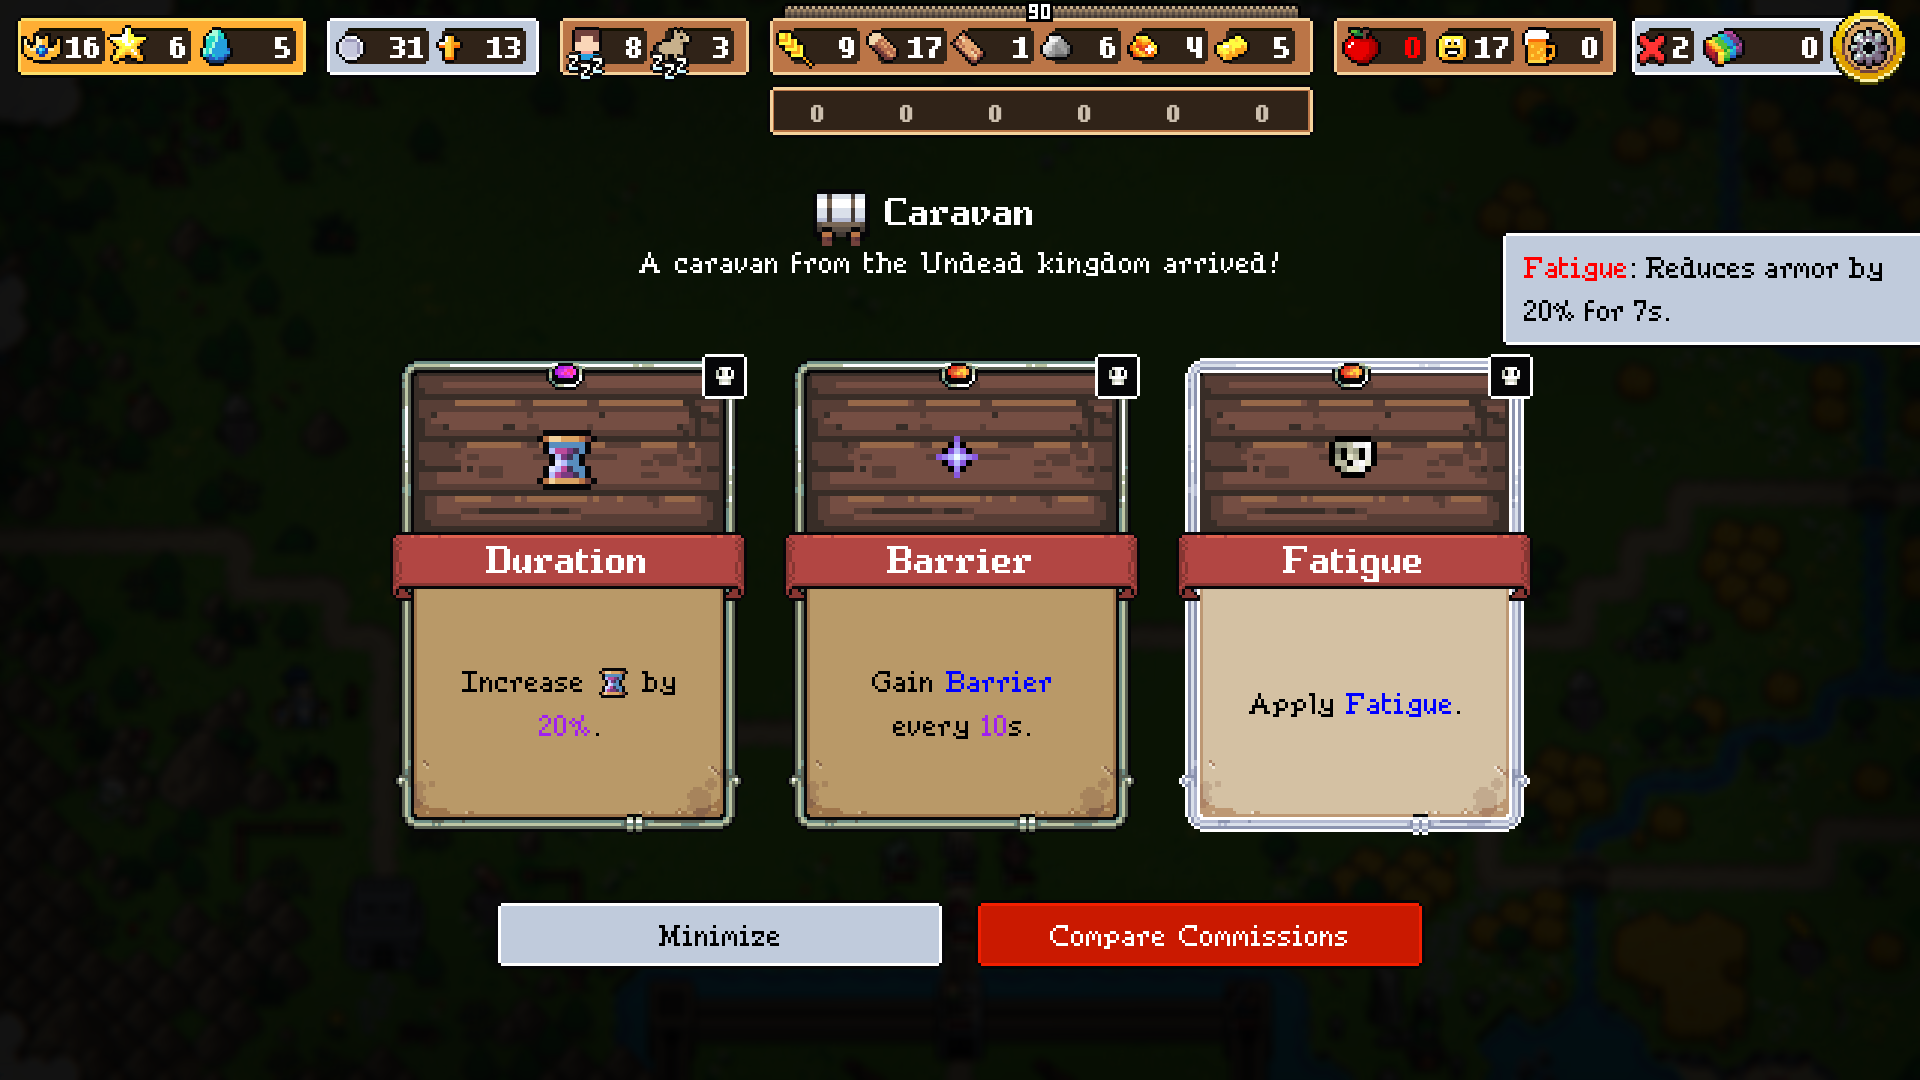 90
16 6 5 31 13 8 3 9 17 1 6 4 5 0 17 0 2 0
zzz zzz
0 0 0 0 0 0
Caravan
A caravan from the Undead kingdom arrived!
Fatigue: Reduces armor by
20% for 7s.
Duration
Increase by
20%.
Barrier
Gain Barrier
every 10s.
Fatigue
Apply Fatigue.
Minimize
Compare Commissions